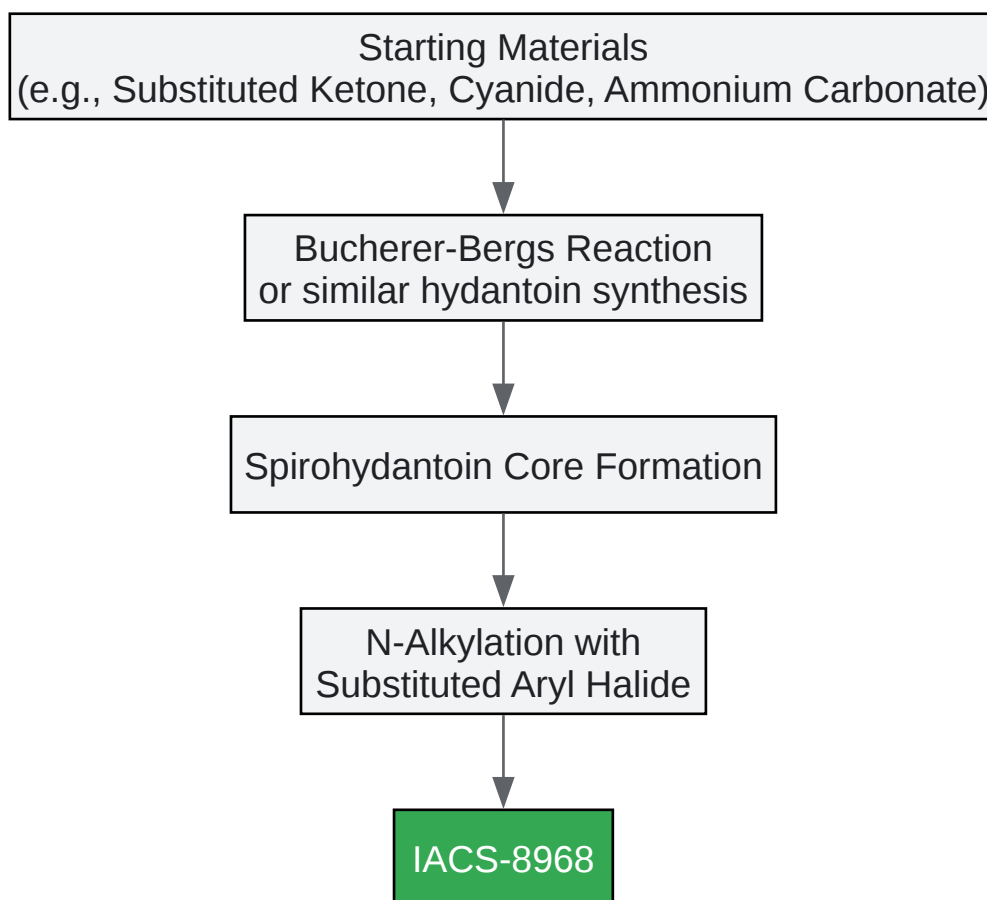 Starting Materials
(e.g., Substituted Ketone, Cyanide, Ammonium Carbonate)
Bucherer-Bergs Reaction
or similar hydantoin synthesis
Spirohydantoin Core Formation
N-Alkylation with
Substituted Aryl Halide
IACS-8968